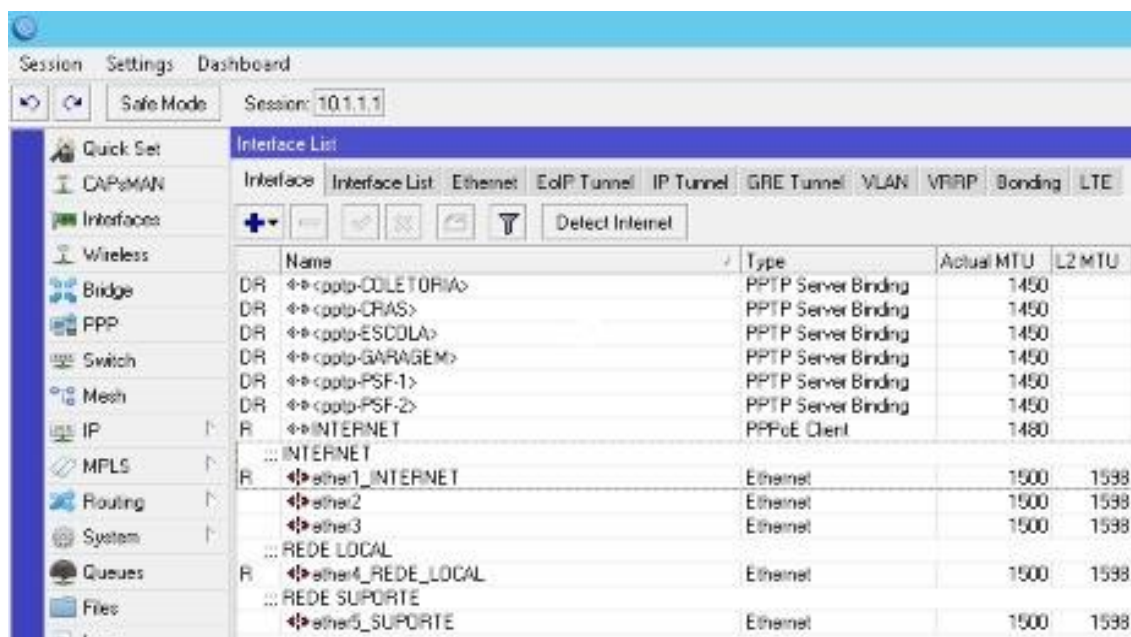 Session Settings Dashboard
Safe Mode Session: 10.1.1.1
Quick Set
CAPsMAN
Interfaces
Wireless
Bridge
PPP
Switch
Mesh
IP
MPLS
Routing
System
Queues
Files
Interface List
Interface Interface List Ethernet EoIP Tunnel IP Tunnel GRE Tunnel VLAN VRRP Bonding LTE
Detect Internet
Name Type Actual MTU L2 MTU
DR <pptp-COLETORIA> PPTP Server Binding 1450
DR <pptp-CRAS> PPTP Server Binding 1450
DR <pptp-ESCOLA> PPTP Server Binding 1450
DR <pptp-GARAGEM> PPTP Server Binding 1450
DR <pptp-PSF-1> PPTP Server Binding 1450
DR <pptp-PSF-2> PPTP Server Binding 1450
R INTERNET PPPoE Client 1480
::: INTERNET
R ether1_INTERNET Ethernet 1500 1598
ether2 Ethernet 1500 1598
ether3 Ethernet 1500 1598
::: REDE LOCAL
R ether4_REDE_LOCAL Ethernet 1500 1598
::: REDE SUPORTE
ether5_SUPORTE Ethernet 1500 1598